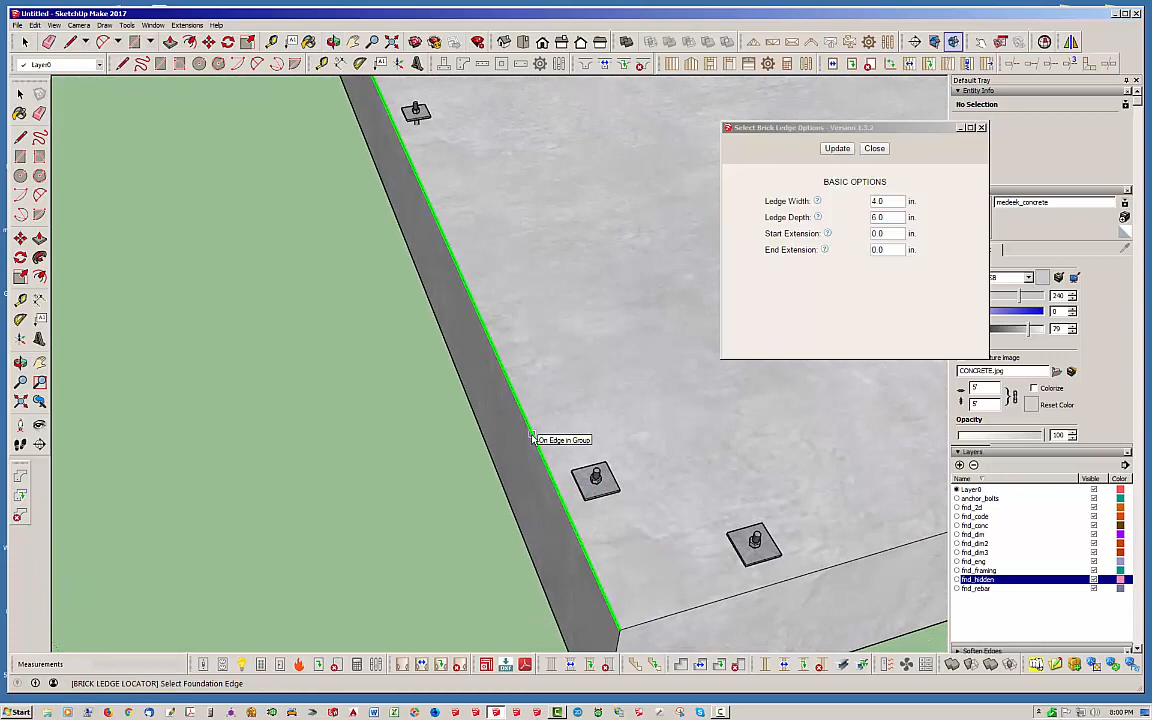 Untitled - SketchUp Make 2017
File Edit View Camera Draw Tools Window Extensions Help
Layer0
Default Tray
Entity Info
No Selection
Select Brick Ledge Options - Version 1.3.2
Update Close
BASIC OPTIONS
Ledge Width: 4.0 in.
Ledge Depth: 6.0 in.
Start Extension: 0.0 in.
End Extension: 0.0 in.
medeek_concrete
SB
240
0
79
CONCRETE.jpg
5'
5'
Colorize
Reset Color
Opacity
100
On Edge in Group
Layers
Name Visible Color
Layer0
anchor_bolts
fnd_2d
fnd_code
fnd_conc
fnd_dim
fnd_dim2
fnd_dim3
fnd_eng
fnd_framing
fnd_hidden
fnd_rebar
Soften Edges
Measurements
[BRICK LEDGE LOCATOR] Select Foundation Edge
Start
8:00 PM